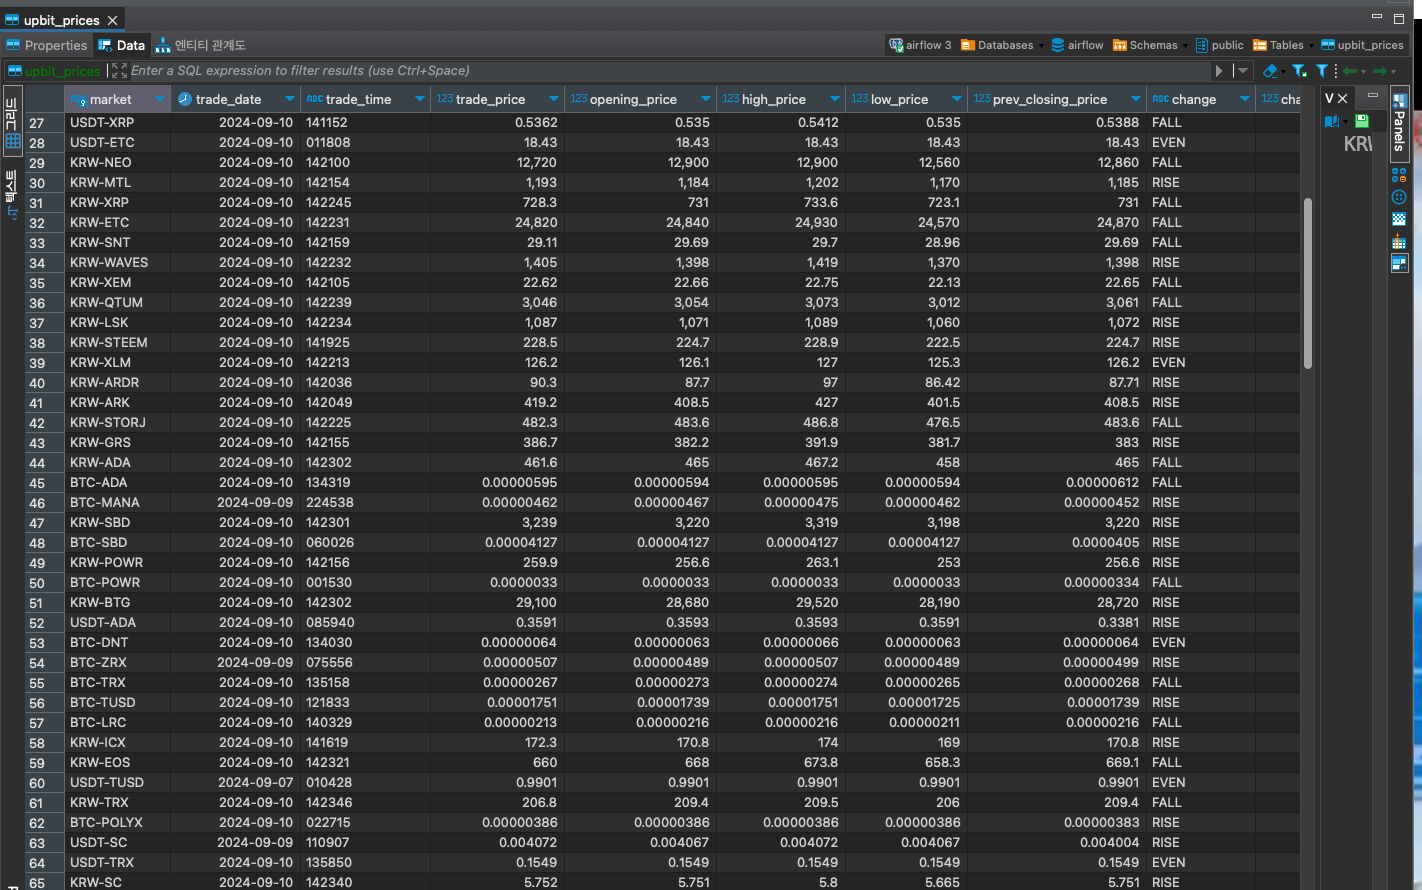 upbit_prices
Properties Data 엔티티 관계도 airflow 3 Databases airflow Schemas public Tables upbit_prices
upbit_prices Enter a SQL expression to filter results (use Ctrl+Space)
그리드
텍스트
market trade_date trade_time trade_price opening_price high_price low_price prev_closing_price change cha
27 USDT-XRP 2024-09-10 141152 0.5362 0.535 0.5412 0.535 0.5388 FALL
28 USDT-ETC 2024-09-10 011808 18.43 18.43 18.43 18.43 18.43 EVEN
29 KRW-NEO 2024-09-10 142100 12,720 12,900 12,900 12,560 12,860 FALL
30 KRW-MTL 2024-09-10 142154 1,193 1,184 1,202 1,170 1,185 RISE
31 KRW-XRP 2024-09-10 142245 728.3 731 733.6 723.1 731 FALL
32 KRW-ETC 2024-09-10 142231 24,820 24,840 24,930 24,570 24,870 FALL
33 KRW-SNT 2024-09-10 142159 29.11 29.69 29.7 28.96 29.69 FALL
34 KRW-WAVES 2024-09-10 142232 1,405 1,398 1,419 1,370 1,398 RISE
35 KRW-XEM 2024-09-10 142105 22.62 22.66 22.75 22.13 22.65 FALL
36 KRW-QTUM 2024-09-10 142239 3,046 3,054 3,073 3,012 3,061 FALL
37 KRW-LSK 2024-09-10 142234 1,087 1,071 1,089 1,060 1,072 RISE
38 KRW-STEEM 2024-09-10 141925 228.5 224.7 228.9 222.5 224.7 RISE
39 KRW-XLM 2024-09-10 142213 126.2 126.1 127 125.3 126.2 EVEN
40 KRW-ARDR 2024-09-10 142036 90.3 87.7 97 86.42 87.71 RISE
41 KRW-ARK 2024-09-10 142049 419.2 408.5 427 401.5 408.5 RISE
42 KRW-STORJ 2024-09-10 142225 482.3 483.6 486.8 476.5 483.6 FALL
43 KRW-GRS 2024-09-10 142155 386.7 382.2 391.9 381.7 383 RISE
44 KRW-ADA 2024-09-10 142302 461.6 465 467.2 458 465 FALL
45 BTC-ADA 2024-09-10 134319 0.00000595 0.00000594 0.00000595 0.00000594 0.00000612 FALL
46 BTC-MANA 2024-09-09 224538 0.00000462 0.00000467 0.00000475 0.00000462 0.00000452 RISE
47 KRW-SBD 2024-09-10 142301 3,239 3,220 3,319 3,198 3,220 RISE
48 BTC-SBD 2024-09-10 060026 0.00004127 0.00004127 0.00004127 0.00004127 0.0000405 RISE
49 KRW-POWR 2024-09-10 142156 259.9 256.6 263.1 253 256.6 RISE
50 BTC-POWR 2024-09-10 001530 0.0000033 0.0000033 0.0000033 0.0000033 0.00000334 FALL
51 KRW-BTG 2024-09-10 142302 29,100 28,680 29,520 28,190 28,720 RISE
52 USDT-ADA 2024-09-10 085940 0.3591 0.3593 0.3593 0.3591 0.3381 RISE
53 BTC-DNT 2024-09-10 134030 0.00000064 0.00000063 0.00000066 0.00000063 0.00000064 EVEN
54 BTC-ZRX 2024-09-09 075556 0.00000507 0.00000489 0.00000507 0.00000489 0.00000499 RISE
55 BTC-TRX 2024-09-10 135158 0.00000267 0.00000273 0.00000274 0.00000265 0.00000268 FALL
56 BTC-TUSD 2024-09-10 121833 0.00001751 0.00001739 0.00001751 0.00001725 0.00001739 RISE
57 BTC-LRC 2024-09-10 140329 0.00000213 0.00000216 0.00000216 0.00000211 0.00000216 FALL
58 KRW-ICX 2024-09-10 141619 172.3 170.8 174 169 170.8 RISE
59 KRW-EOS 2024-09-10 142321 660 668 673.8 658.3 669.1 FALL
60 USDT-TUSD 2024-09-07 010428 0.9901 0.9901 0.9901 0.9901 0.9901 EVEN
61 KRW-TRX 2024-09-10 142346 206.8 209.4 209.5 206 209.4 FALL
62 BTC-POLYX 2024-09-10 022715 0.00000386 0.00000386 0.00000386 0.00000386 0.00000383 RISE
63 USDT-SC 2024-09-09 110907 0.004072 0.004067 0.004072 0.004067 0.004004 RISE
64 USDT-TRX 2024-09-10 135850 0.1549 0.1549 0.1549 0.1549 0.1549 EVEN
65 KRW-SC 2024-09-10 142340 5.752 5.751 5.8 5.665 5.751 RISE
V
KRW
Panels